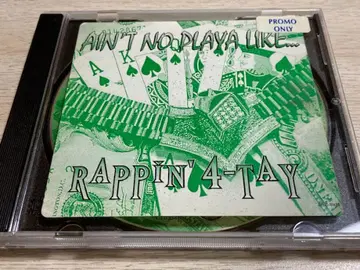 AIN'T NO PLAYA LIKE...
PROMO
ONLY
A
K
RAPPIN' 4-TAY